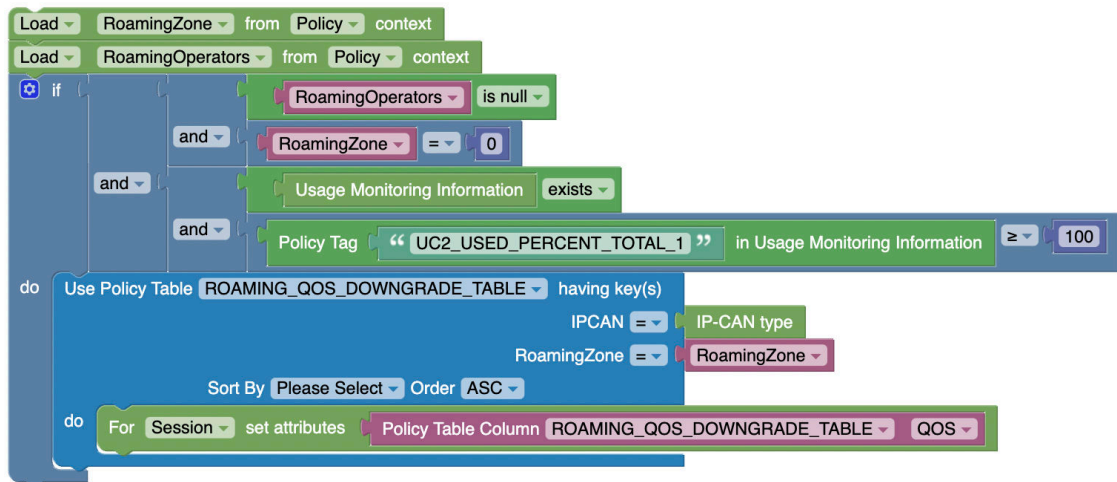 Load RoamingZone from Policy context
Load RoamingOperators from Policy context
if RoamingOperators is null
and RoamingZone = 0
and Usage Monitoring Information exists
and Policy Tag “ UC2_USED_PERCENT_TOTAL_1 ” in Usage Monitoring Information ≥ 100
do Use Policy Table ROAMING_QOS_DOWNGRADE_TABLE having key(s)
IPCAN = IP-CAN type
RoamingZone = RoamingZone
Sort By Please Select Order ASC
do For Session set attributes Policy Table Column ROAMING_QOS_DOWNGRADE_TABLE QOS